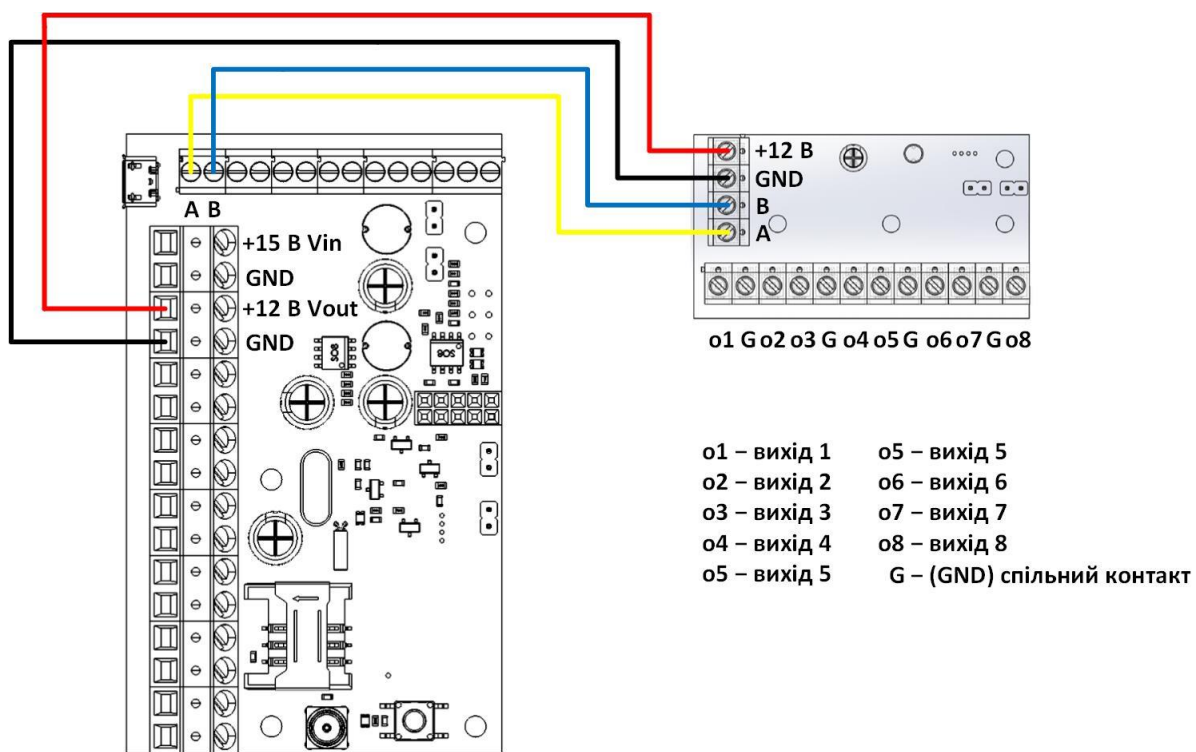 A B
+15 В Vin
GND
+12 В Vout
GND
SO8
SO8
+12 В
GND
B
A
o1 G o2 o3 G o4 o5 G o6 o7 G o8
o1 – вихід 1
o2 – вихід 2
o3 – вихід 3
o4 – вихід 4
o5 – вихід 5
o5 – вихід 5
o6 – вихід 6
o7 – вихід 7
o8 – вихід 8
G – (GND) спільний контакт